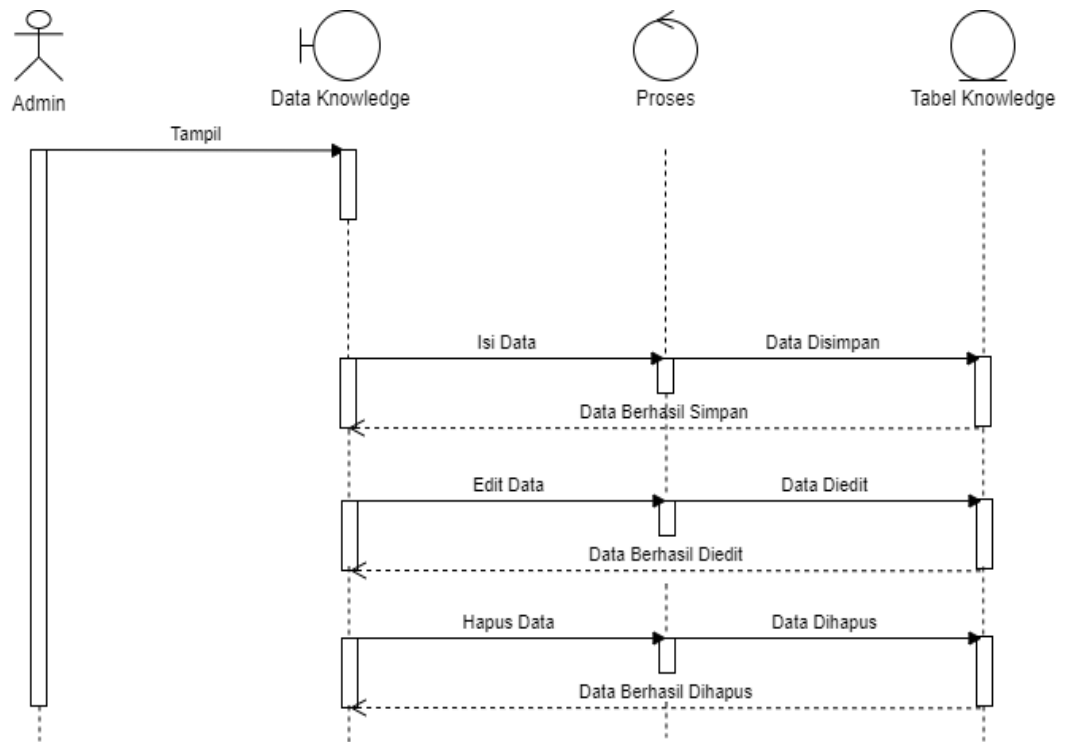 Admin
Data Knowledge
Proses
Tabel Knowledge
Tampil
Isi Data
Data Disimpan
Data Berhasil Simpan
Edit Data
Data Diedit
Data Berhasil Diedit
Hapus Data
Data Dihapus
Data Berhasil Dihapus